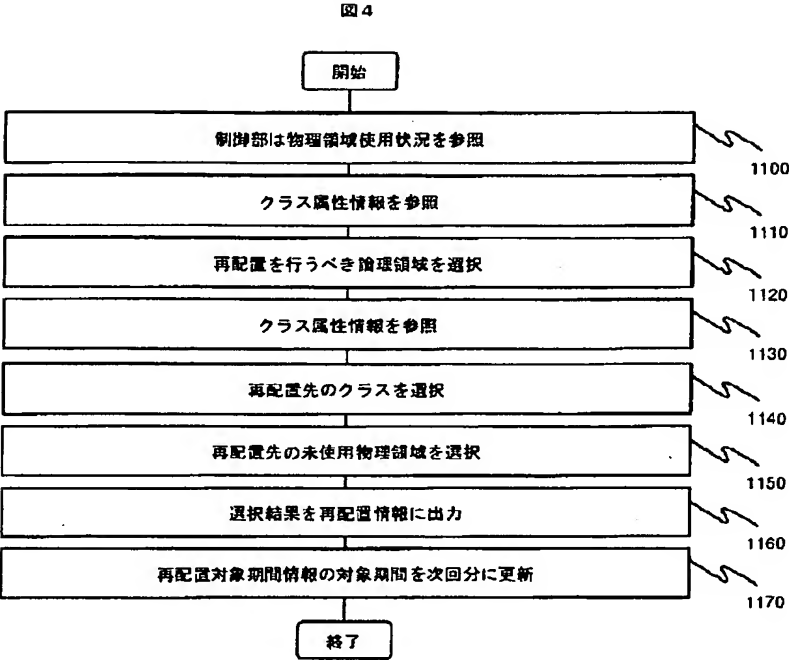 図4
開始
制御部は物理領域使用状況を参照
1100
クラス属性情報を参照
1110
再配置を行うべき論理領域を選択
1120
クラス属性情報を参照
1130
再配置先のクラスを選択
1140
再配置先の未使用物理領域を選択
1150
選択結果を再配置情報に出力
1160
再配置対象期間情報の対象期間を次回分に更新
1170
終了